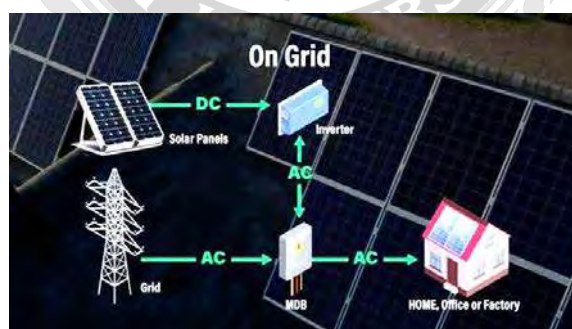 On Grid
DC
Solar Panels
Inverter
AC
Grid
AC
MDB
AC
HOME, Office or Factory